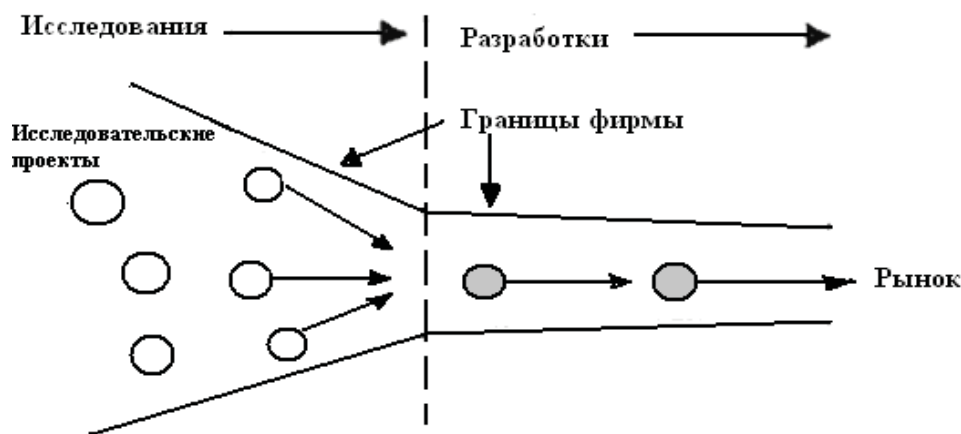 Исследования
Разработки
Границы фирмы
Исследовательские
проекты
Рынок